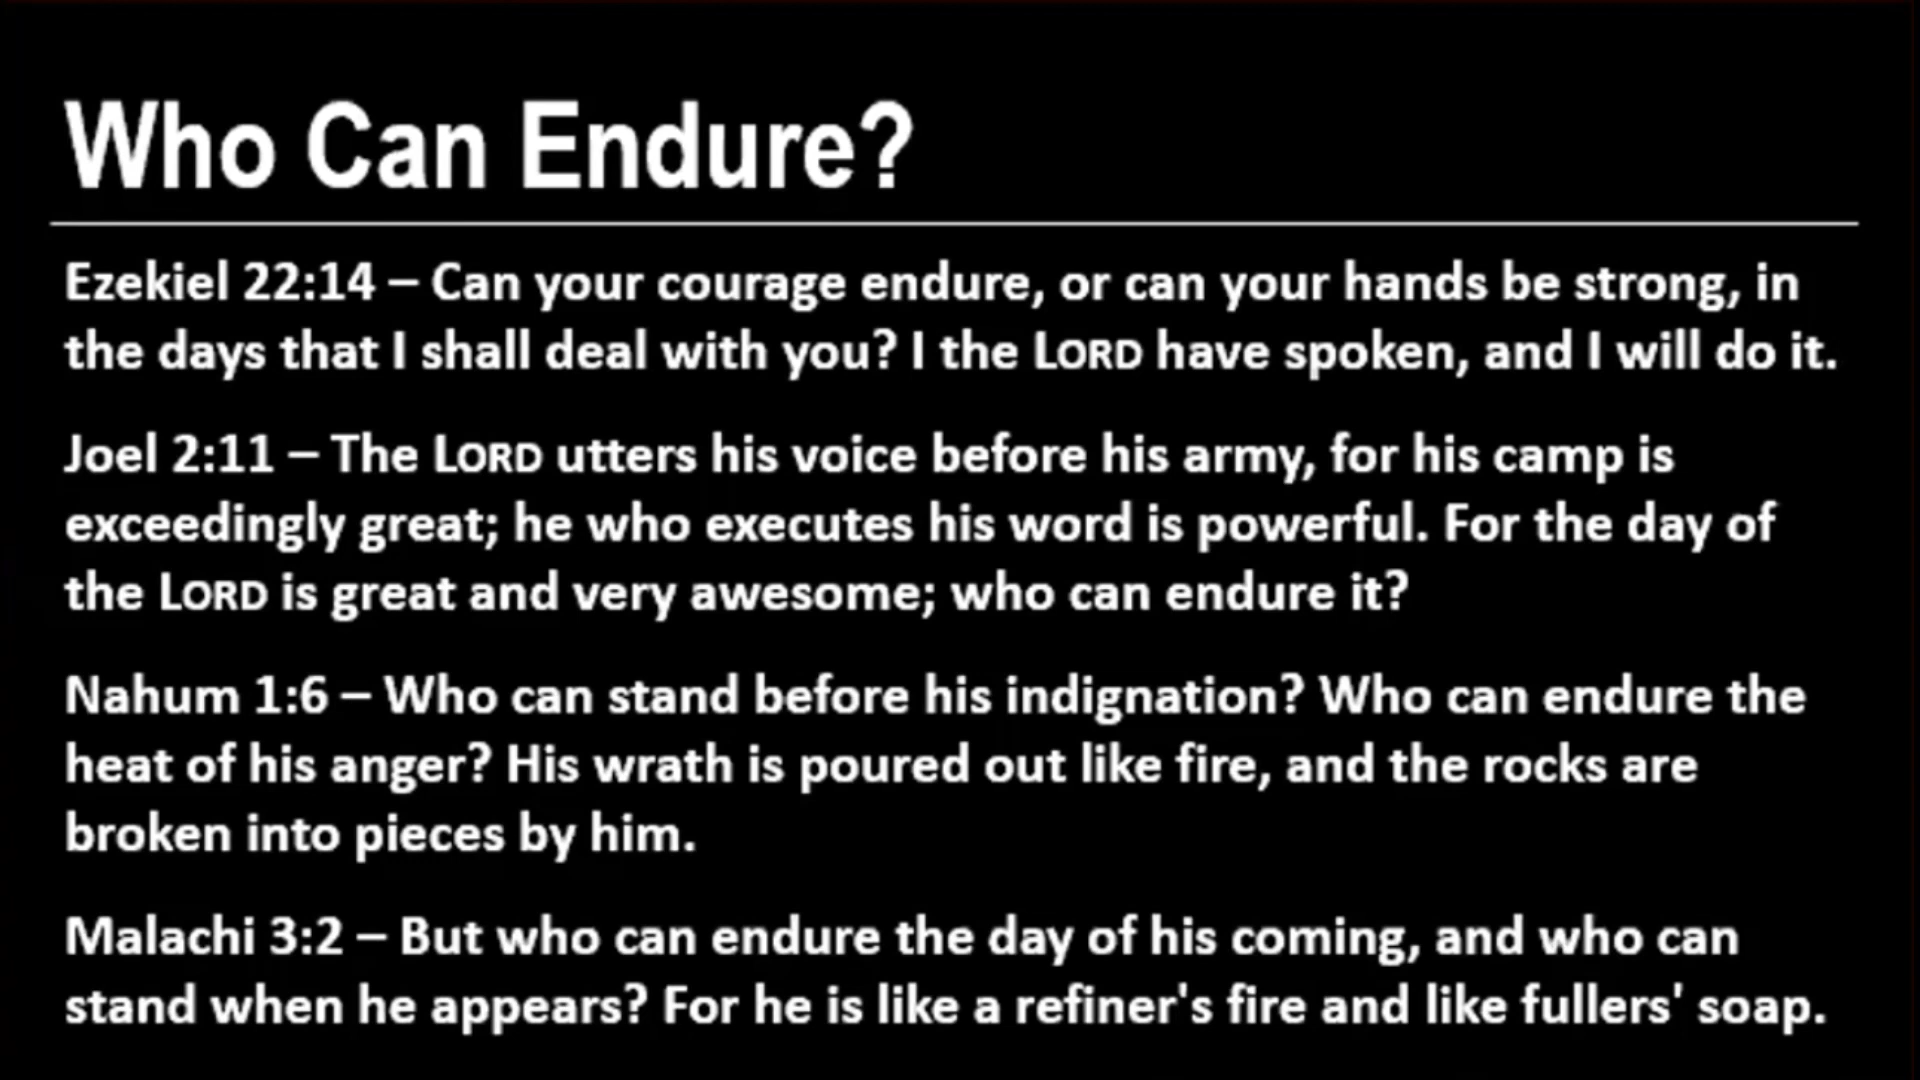 Who Can Endure?
Ezekiel 22:14 – Can your courage endure, or can your hands be strong, in
the days that I shall deal with you? I the LORD have spoken, and I will do it.
Joel 2:11 – The LORD utters his voice before his army, for his camp is
exceedingly great; he who executes his word is powerful. For the day of
the LORD is great and very awesome; who can endure it?
Nahum 1:6 – Who can stand before his indignation? Who can endure the
heat of his anger? His wrath is poured out like fire, and the rocks are
broken into pieces by him.
Malachi 3:2 – But who can endure the day of his coming, and who can
stand when he appears? For he is like a refiner's fire and like fullers' soap.